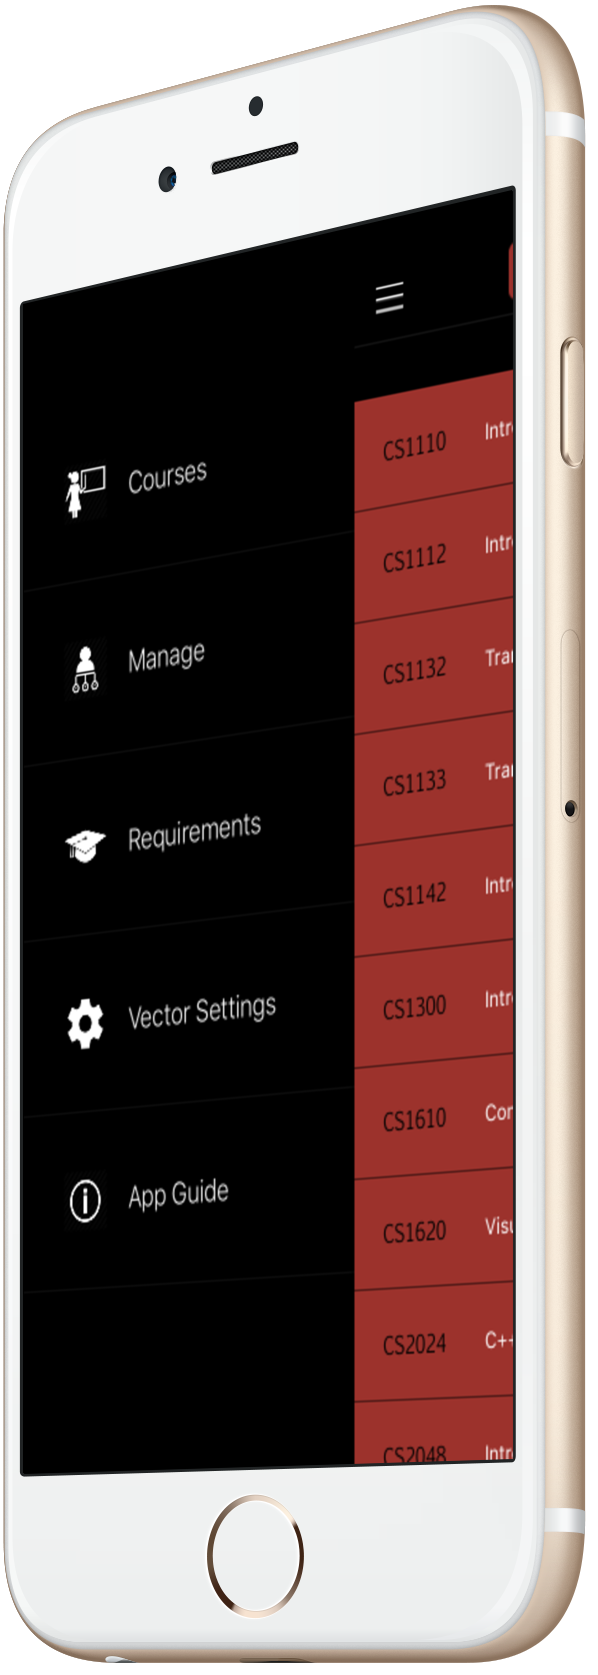 Courses
Manage
Requirements
Vector Settings
App Guide
CS1110 Intr
CS1112 Intr
CS1132 Tra
CS1133 Tra
CS1142 Intr
CS1300 Intr
CS1610 Con
CS1620 Visu
CS2024 C++
CS2048 Intr